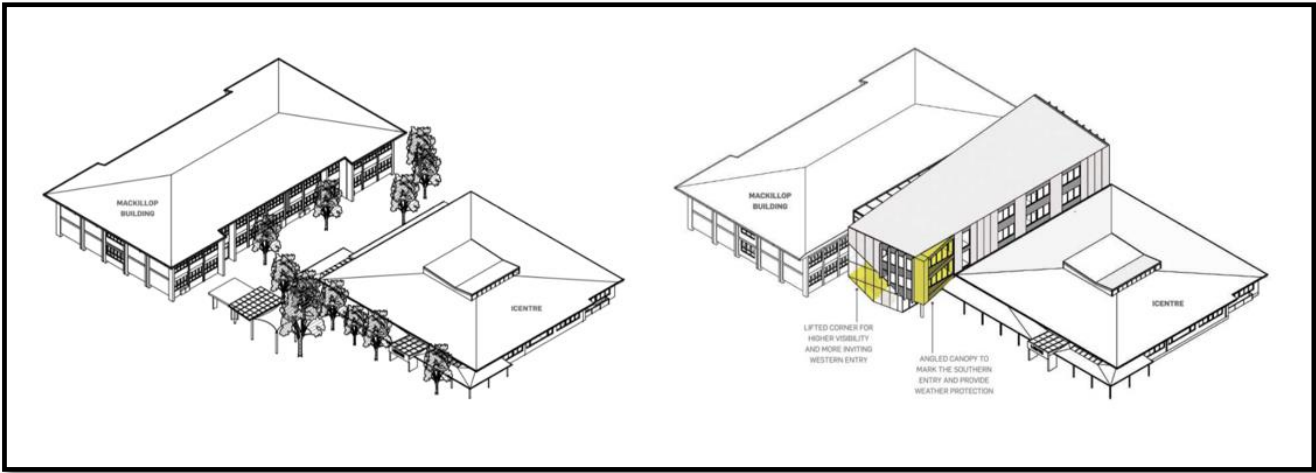 MACKILLOP
BUILDING
ICENTRE
MACKILLOP
BUILDING
ICENTRE
LIFTED CORNER FOR
HIGHER VISIBILITY
AND MORE INVITING
WESTERN ENTRY
ANGLED CANOPY TO
MARK THE SOUTHERN
ENTRY AND PROVIDE
WEATHER PROTECTION